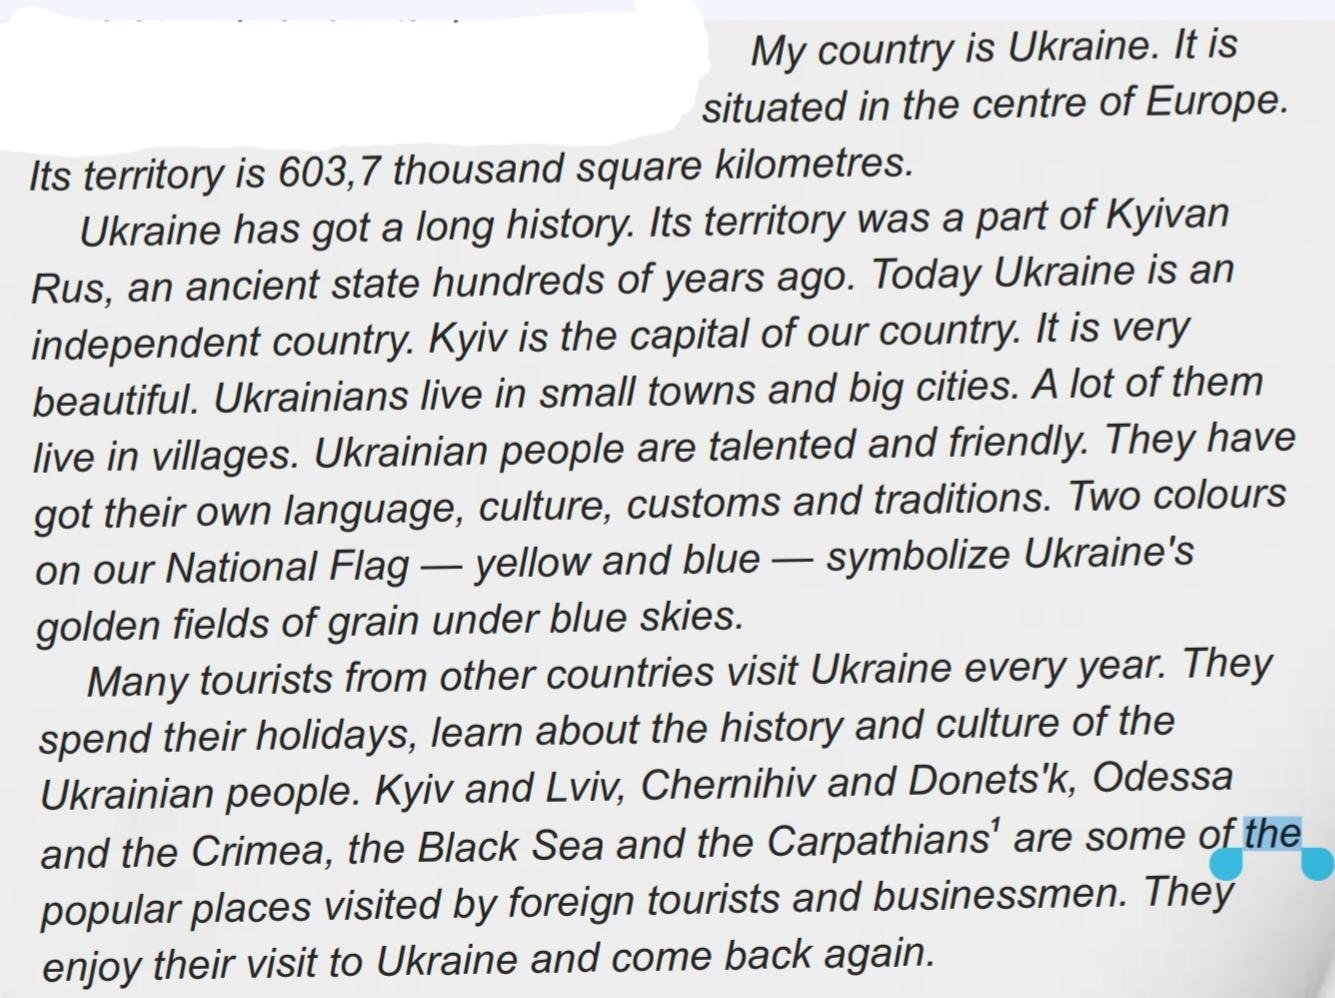 My country is Ukraine. It is
situated in the centre of Europe.
Its territory is 603,7 thousand square kilometres.
Ukraine has got a long history. Its territory was a part of Kyivan
Rus, an ancient state hundreds of years ago. Today Ukraine is an
independent country. Kyiv is the capital of our country. It is very
beautiful. Ukrainians live in small towns and big cities. A lot of them
live in villages. Ukrainian people are talented and friendly. They have
got their own language, culture, customs and traditions. Two colours
on our National Flag — yellow and blue — symbolize Ukraine's
golden fields of grain under blue skies.
Many tourists from other countries visit Ukraine every year. They
spend their holidays, learn about the history and culture of the
Ukrainian people. Kyiv and Lviv, Chernihiv and Donets'k, Odessa
and the Crimea, the Black Sea and the Carpathians¹ are some of the
popular places visited by foreign tourists and businessmen. They
enjoy their visit to Ukraine and come back again.